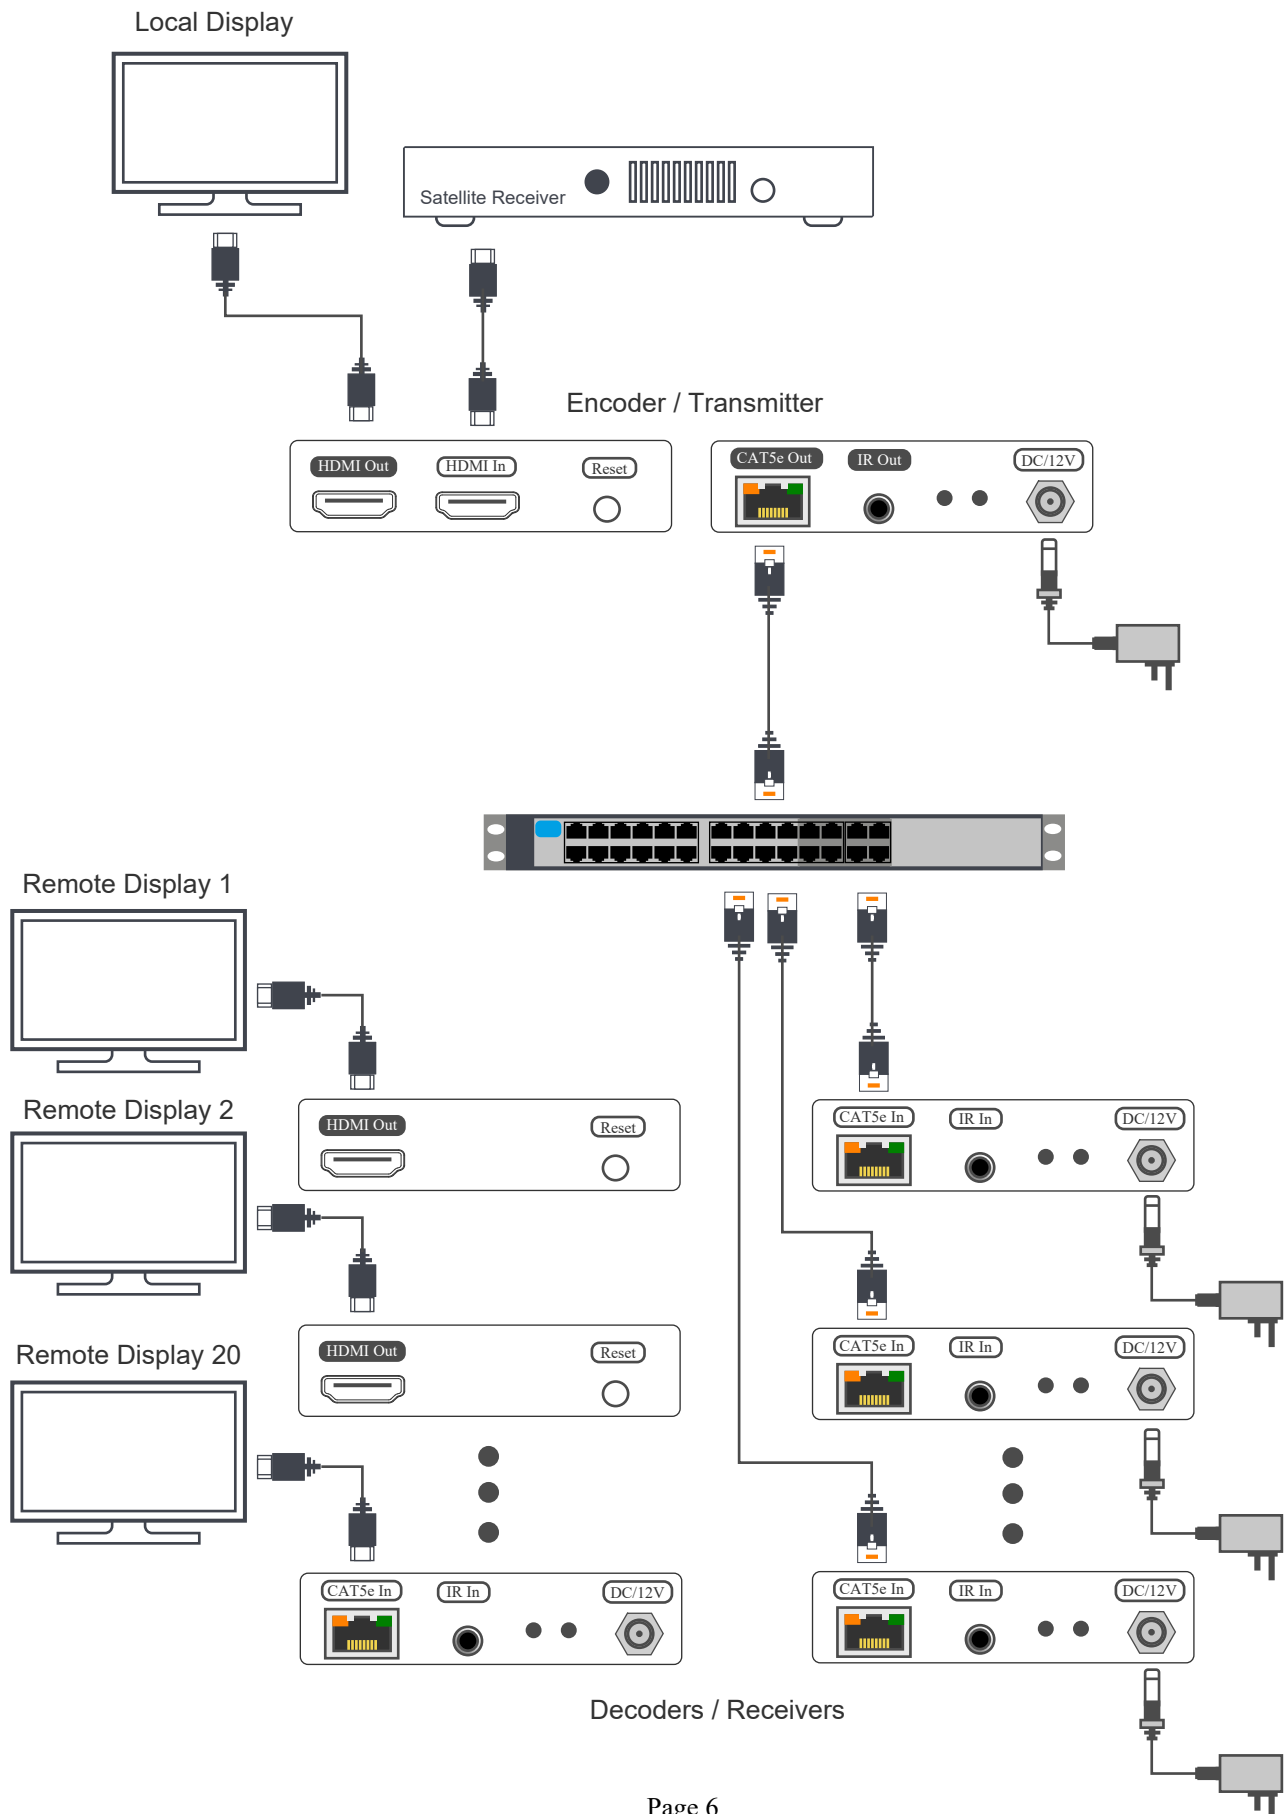 Local Display
Satellite Receiver
Encoder / Transmitter
HDMI Out HDMI In Reset
CAT5e Out IR Out DC/12V
Remote Display 1
Remote Display 2
HDMI Out Reset
CAT5e In IR In DC/12V
Remote Display 20
HDMI Out Reset
CAT5e In IR In DC/12V
CAT5e In IR In DC/12V
CAT5e In IR In DC/12V
Decoders / Receivers
Page 6